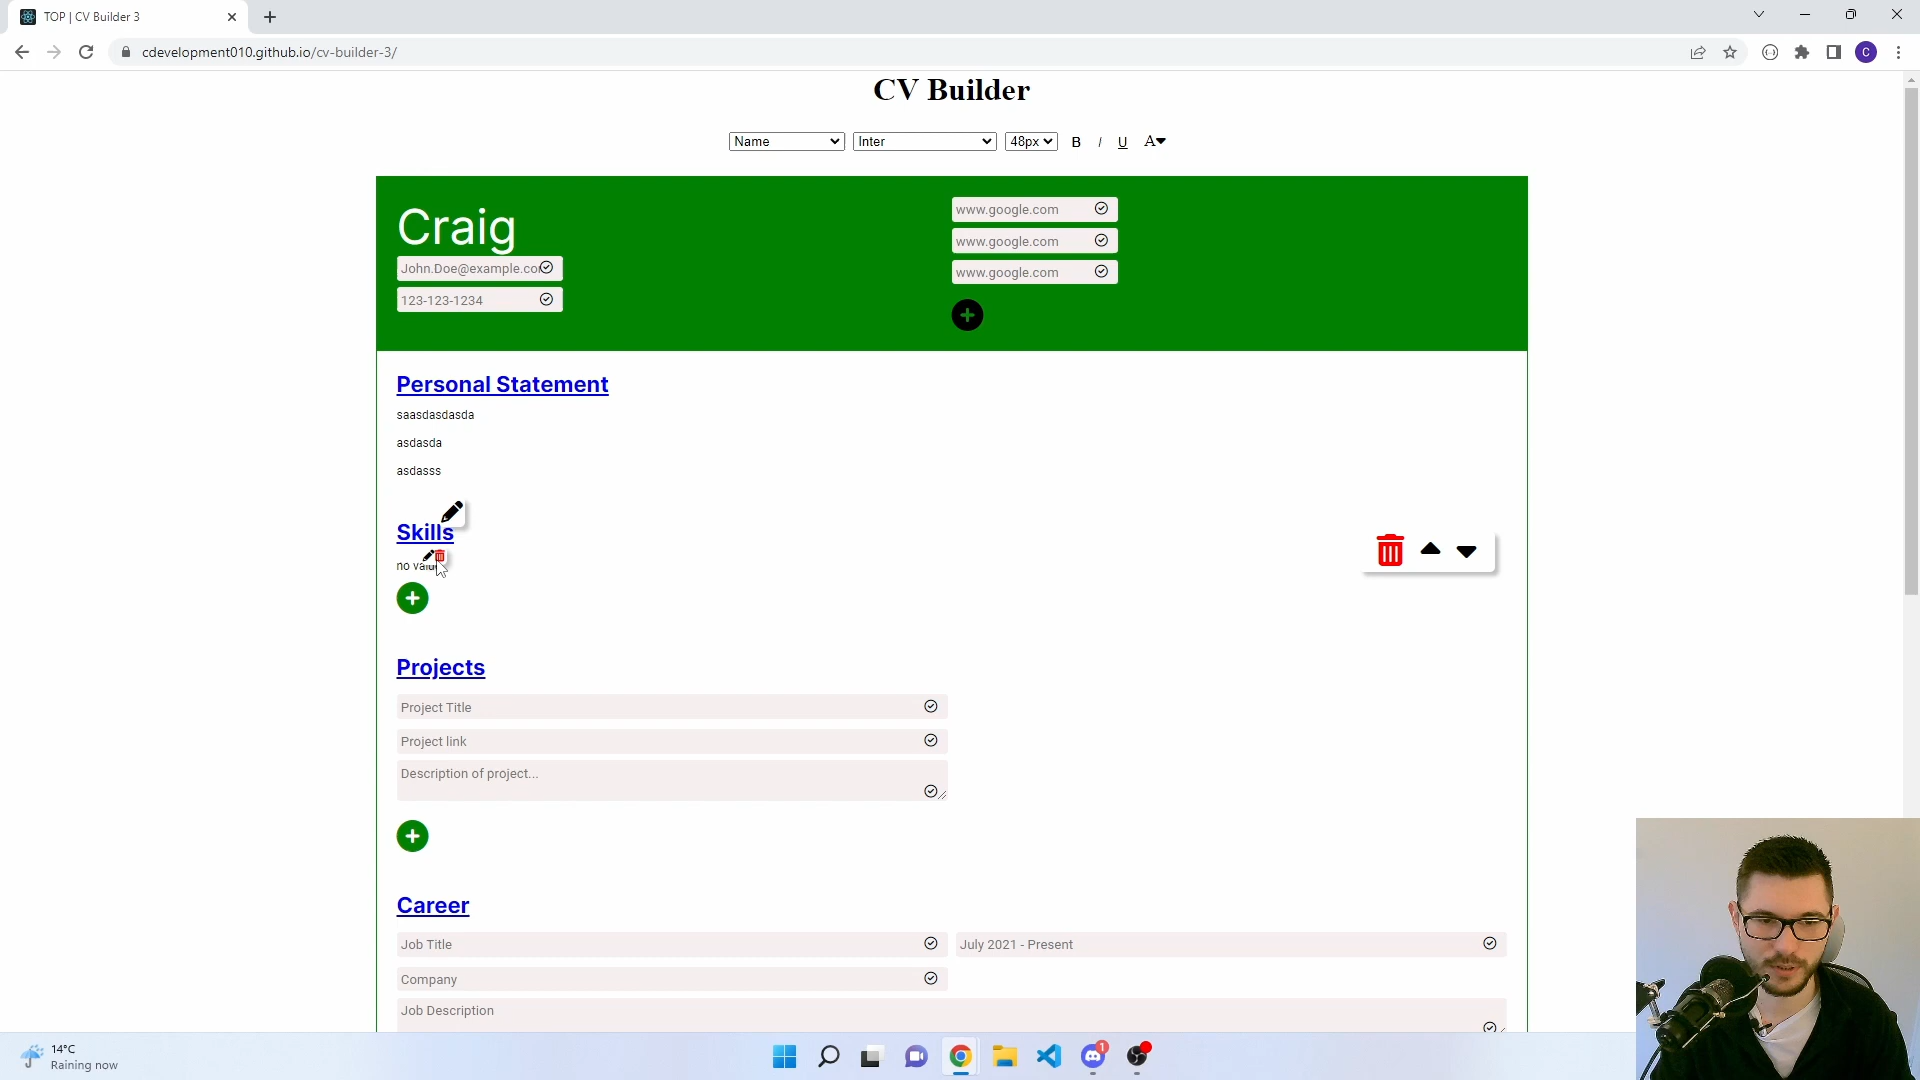 TOP | CV Builder 3
cdevelopment010.github.io/cv-builder-3/
C
CV Builder
Name Inter 48px B I U A
Craig
John.Doe@example.co
123-123-1234
www.google.com
www.google.com
www.google.com
Personal Statement
saasdasdasda
asdasda
asdasss
Skills
no val
Projects
Project Title
Project link
Description of project...
Career
Job Title
July 2021 - Present
Company
Job Description
14°C
Raining now
1